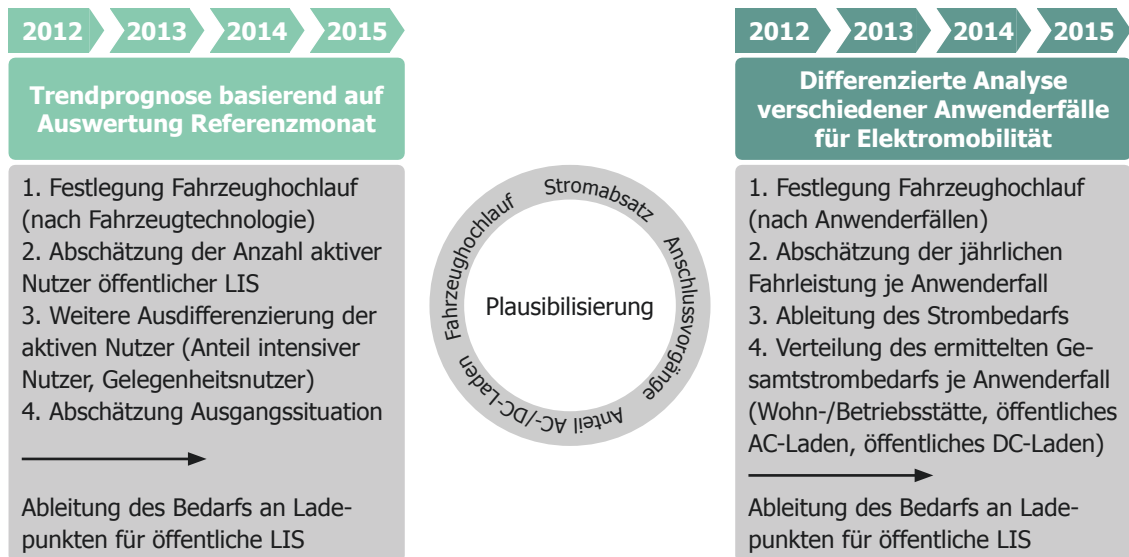 2012 2013 2014 2015
Trendprognose basierend auf
Auswertung Referenzmonat
1. Festlegung Fahrzeughochlauf
(nach Fahrzeugtechnologie)
2. Abschätzung der Anzahl aktiver
Nutzer öffentlicher LIS
3. Weitere Ausdifferenzierung der
aktiven Nutzer (Anteil intensiver
Nutzer, Gelegenheitsnutzer)
4. Abschätzung Ausgangssituation
Ableitung des Bedarfs an Lade-
punkten für öffentliche LIS
Fahrzeughochlauf
Stromabsatz
Anschlussvorgänge
Anteil AC-/DC-Laden
Plausibilisierung
2012 2013 2014 2015
Differenzierte Analyse
verschiedener Anwenderfälle
für Elektromobilität
1. Festlegung Fahrzeughochlauf
(nach Anwenderfällen)
2. Abschätzung der jährlichen
Fahrleistung je Anwenderfall
3. Ableitung des Strombedarfs
4. Verteilung des ermittelten Ge-
samtstrombedarfs je Anwenderfall
(Wohn-/Betriebsstätte, öffentliches
AC-Laden, öffentliches DC-Laden)
Ableitung des Bedarfs an Lade-
punkten für öffentliche LIS